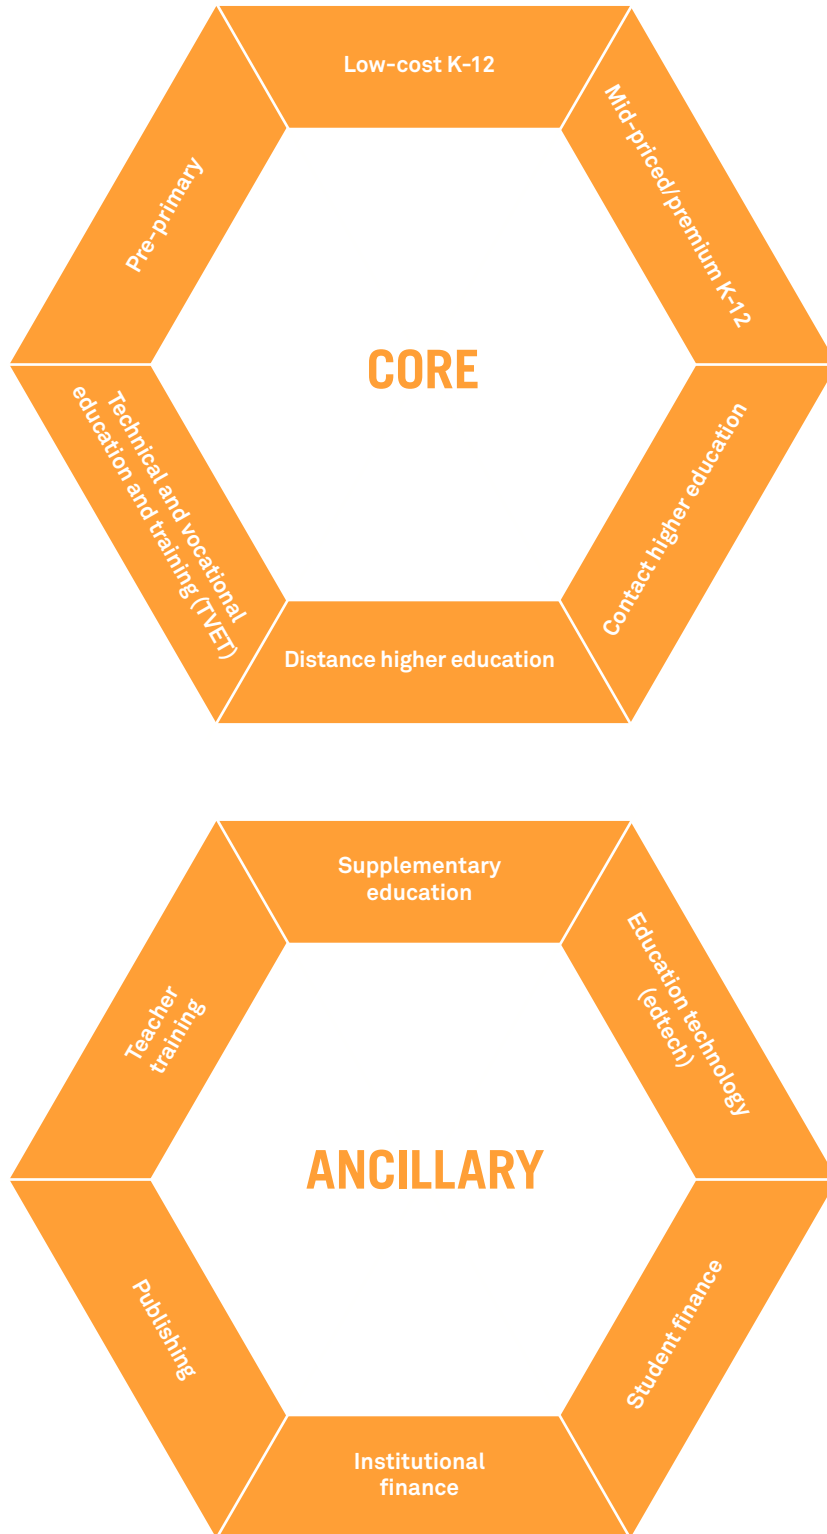 Low-cost K-12
Mid-priced/premium K-12
Pre-primary
CORE
Technical and vocational
education and training (TVET)
Contact higher education
Distance higher education
Supplementary
education
Education technology
(edtech)
Teacher
training
ANCILLARY
Publishing
Student finance
Institutional
finance